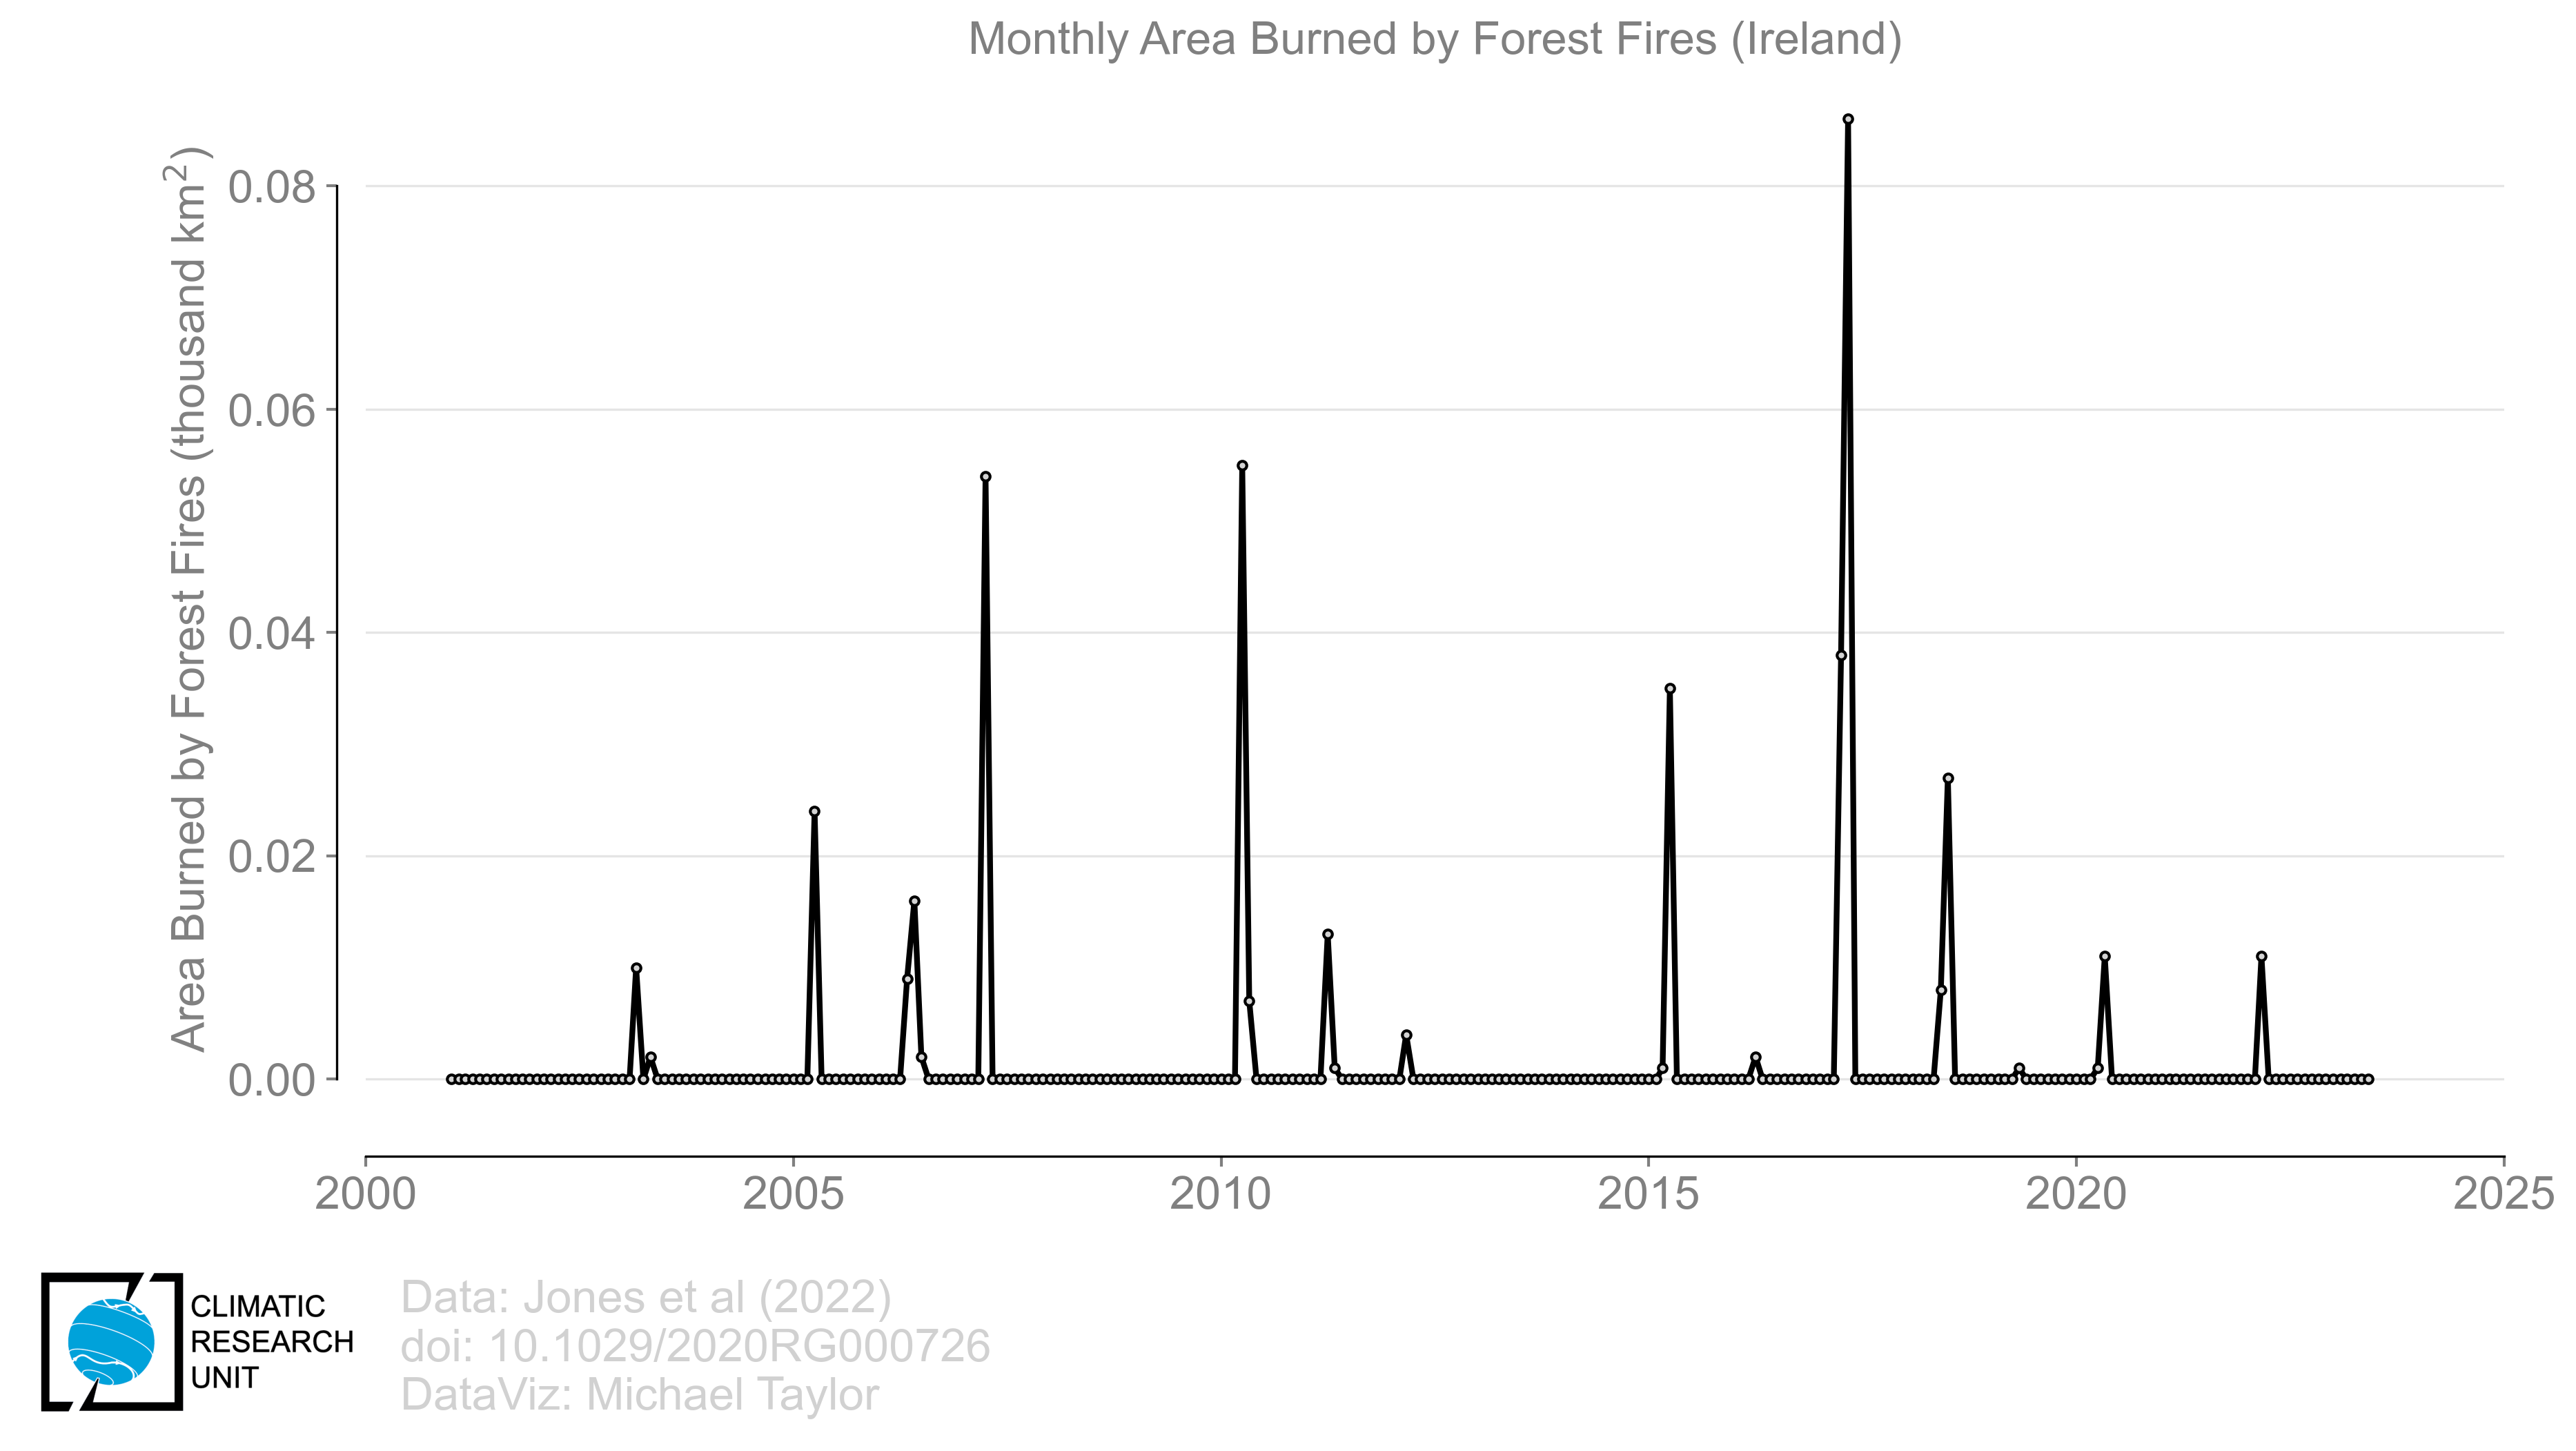 Monthly Area Burned by Forest Fires (Ireland)
Area Burned by Forest Fires (thousand km²)
0.08
0.06
0.04
0.02
0.00
2000 2005 2010 2015 2020 2025
CLIMATIC
RESEARCH
UNIT
Data: Jones et al (2022)
doi: 10.1029/2020RG000726
DataViz: Michael Taylor